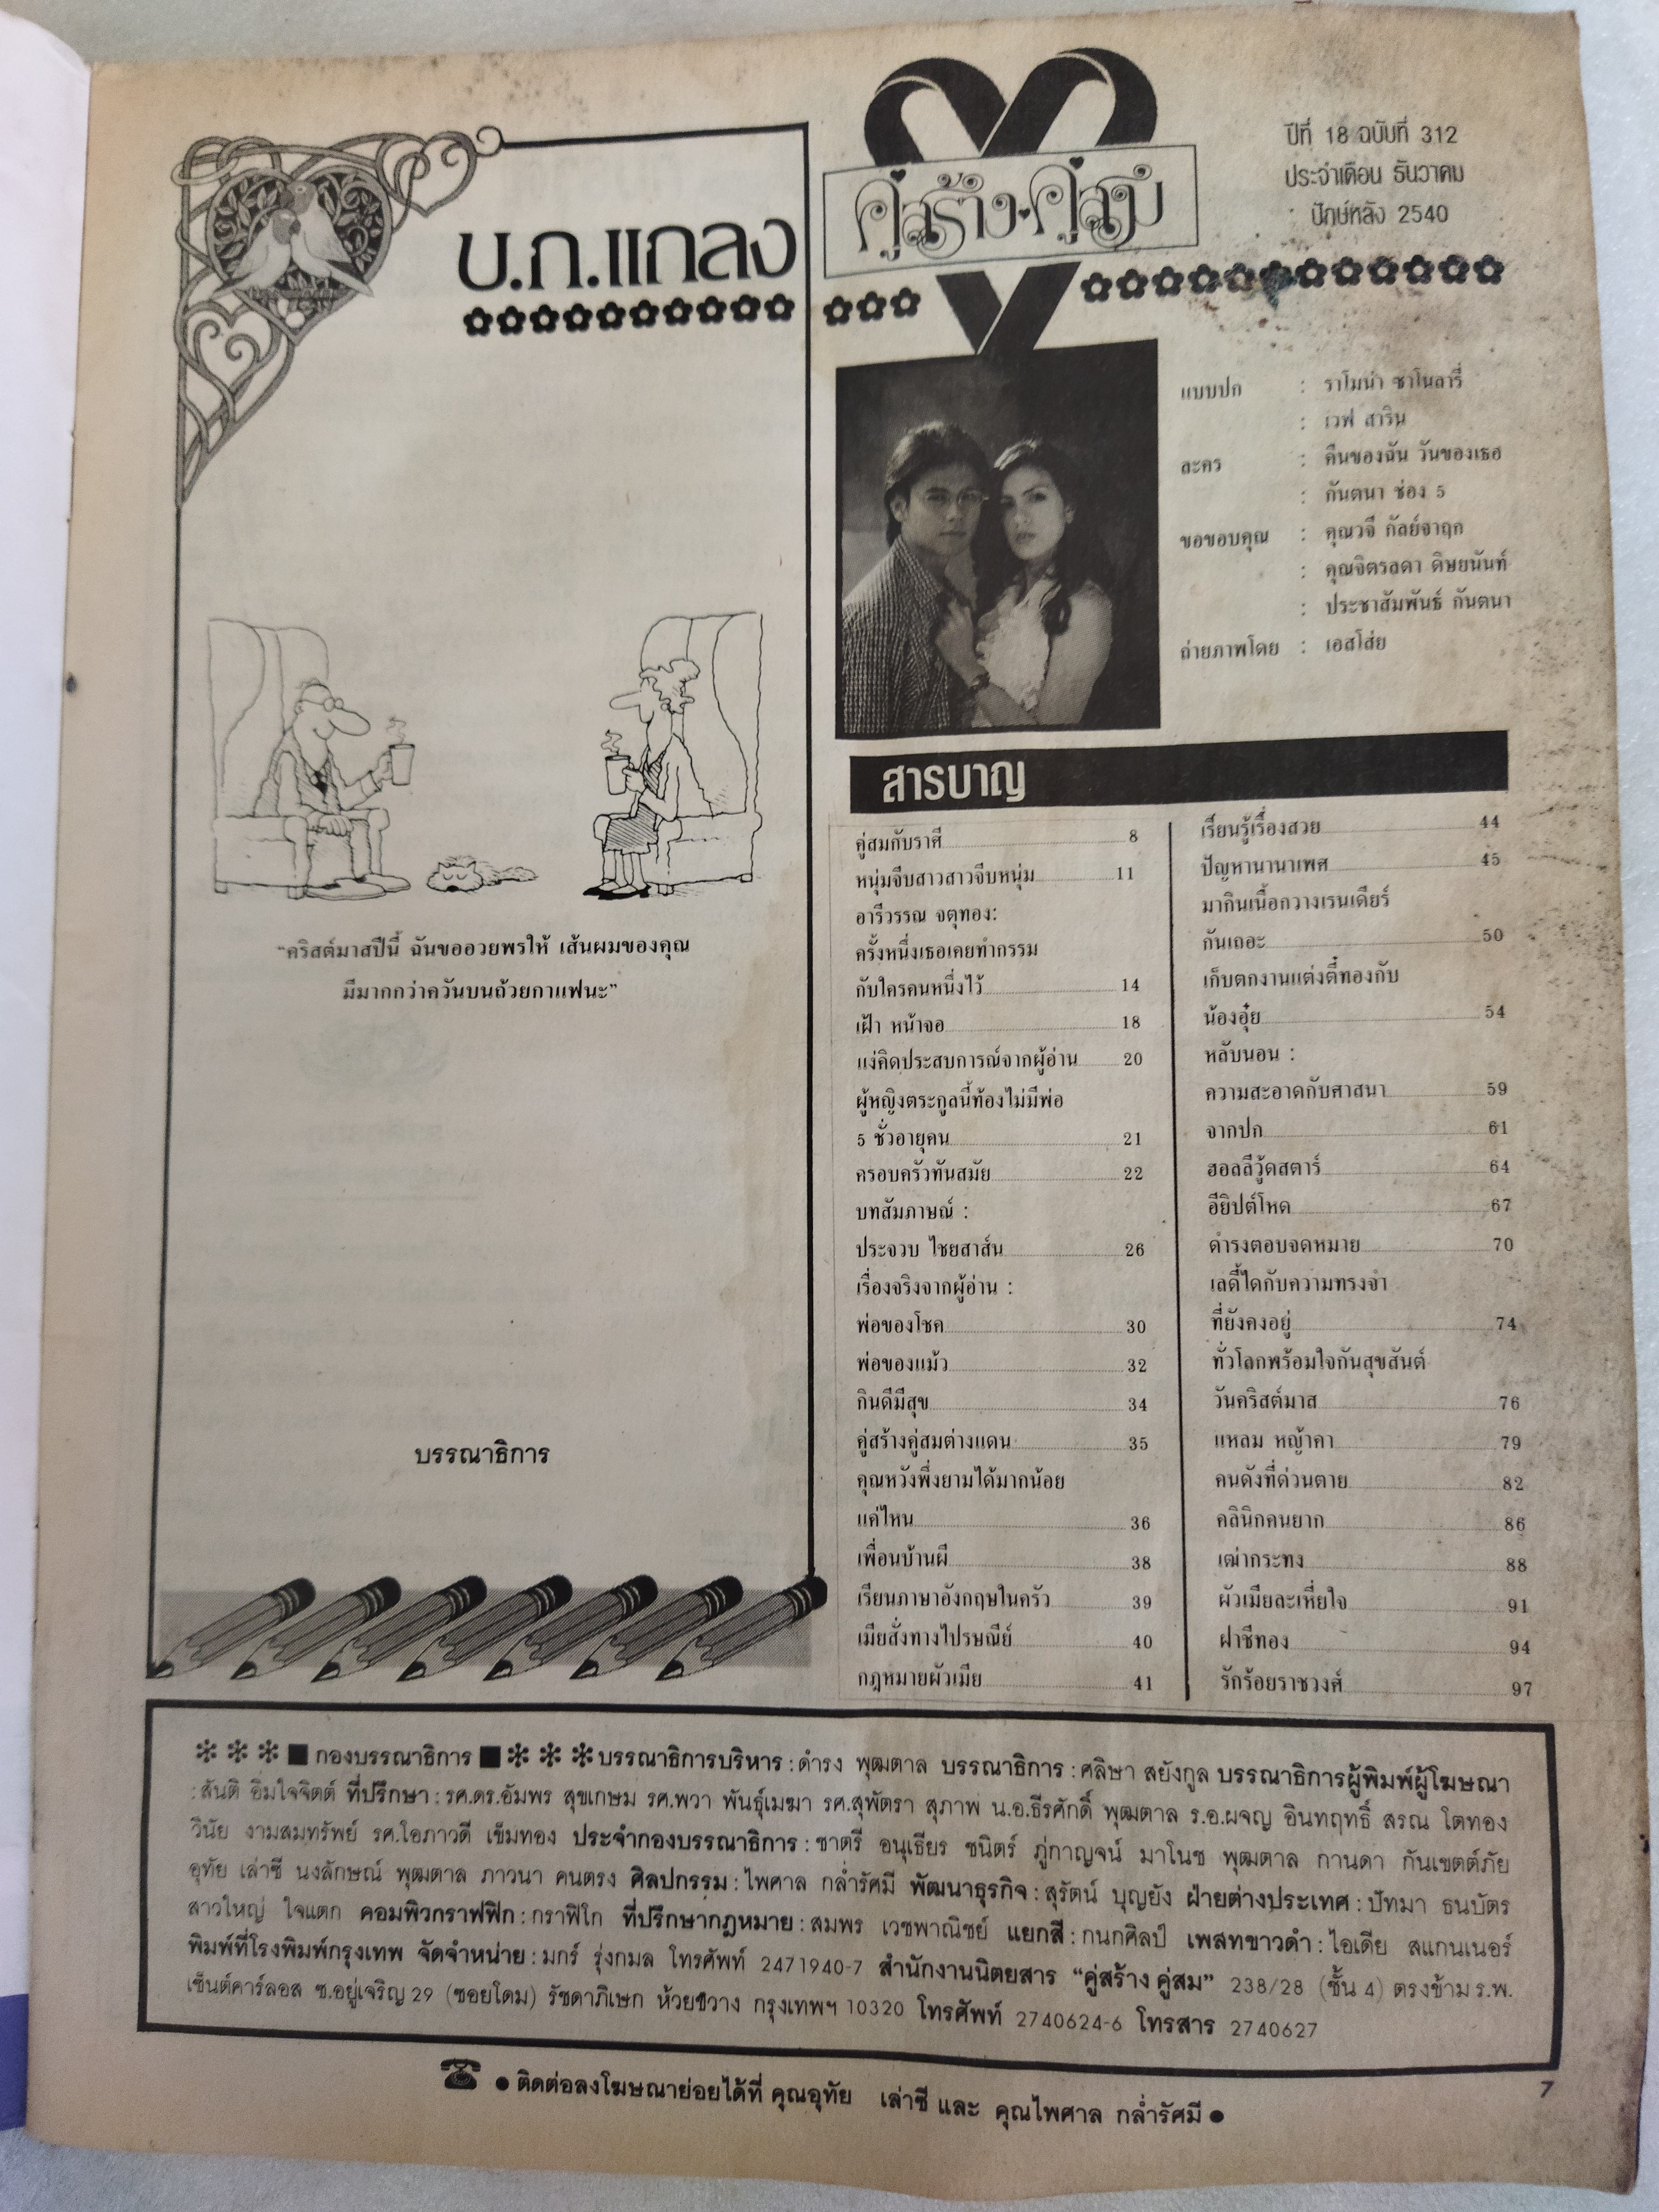 บ.ก.แถลง
"คริสต์มาสปีนี้ ฉันขออวยพรให้ เส้นผมของคุณ
มีมากกว่าควันบนถ้วยกาแฟนะ"
บรรณาธิการ
คู่สร้าง-คู่สม
ปีที่ 18 ฉบับที่ 312
ประจำเดือน ธันวาคม
ปักษ์หลัง 2540
แบบปก : ราโมน่า ซาโนลารี่
: เวฟ สาริน
ละคร : คืนของฉัน วันของเธอ
: กันตนา ช่อง 5
ขอขอบคุณ : คุณวจี กัลย์จาฤก
: คุณจิตรลดา ดิษยนันท์
: ประชาสัมพันธ์ กันตนา
ถ่ายภาพโดย : เอสโส่ย
สารบาญ
คู่สมกับราศี 8
หนุ่มจีบสาวสาวจีบหนุ่ม 11
อารีวรรณ จตุทอง:
ครั้งหนึ่งเธอเคยทำกรรม
กับใครคนหนึ่งไว้ 14
เฝ้า หน้าจอ 18
แง่คิดประสบการณ์จากผู้อ่าน 20
ผู้หญิงตระกูลนี้ท้องไม่มีพ่อ
5 ชั่วอายุคน 21
ครอบครัวทันสมัย 22
บทสัมภาษณ์ :
ประจวบ ไชยสาส์น 26
เรื่องจริงจากผู้อ่าน :
พ่อของโชค 30
พ่อของแม้ว 32
กินดีมีสุข 34
คู่สร้างคู่สมต่างแดน 35
คุณหวังพึ่งยามได้มากน้อย
แค่ไหน 36
เพื่อนบ้านผี 38
เรียนภาษาอังกฤษในครัว 39
เมียสั่งทางไปรษณีย์ 40
กฎหมายผัวเมีย 41
เรียนรู้เรื่องสวย 44
ปัญหานานาเพศ 45
มากินเนื้อกวางเรนเดียร์
กันเถอะ 50
เก็บตกงานแต่งตี๋ทองกับ
น้องอุ๋ย 54
หลับนอน :
ความสะอาดกับศาสนา 59
จากปก 61
ฮอลลีวู้ดสตาร์ 64
อียิปต์โหด 67
ดำรงตอบจดหมาย 70
เลดี้ไดกับความทรงจำ
ที่ยังคงอยู่ 74
ทั่วโลกพร้อมใจกันสุขสันต์
วันคริสต์มาส 76
แหลม หญ้าคา 79
คนดังที่ด่วนตาย 82
คลินิกคนยาก 86
เฒ่ากระทง 88
ผัวเมียละเหี่ยใจ 91
ฝาชีทอง 94
รักร้อยราชวงศ์ 97
กองบรรณาธิการ บรรณาธิการบริหาร : ดำรง พุฒตาล บรรณาธิการ : ศลิษา สยังกูล บรรณาธิการผู้พิมพ์ผู้โฆษณา
: สันติ อิ่มใจจิตต์ ที่ปรึกษา : รศ.ดร.อัมพร สุขเกษม รศ.พวา พันธุ์เมฆา รศ.สุพัตรา สุภาพ น.อ.ธีรศักดิ์ พุฒตาล ร.อ.ผจญ อินทฤทธิ์ สรณ โตทอง
วินัย งามสมทรัพย์ รศ.โอภาวดี เข็มทอง ประจำกองบรรณาธิการ : ชาตรี อนุเธียร ชนิตร์ ภู่กาญจน์ มาโนช พุฒตาล กานดา กันเขตต์ภัย
อุทัย เล่าซี นงลักษณ์ พุฒตาล ภาวนา คนตรง ศิลปกรรม : ไพศาล กล่ำรัศมี พัฒนาธุรกิจ : สุรัตน์ บุญยัง ฝ่ายต่างประเทศ : ปัทมา ธนบัตร
สาวใหญ่ ใจแตก คอมพิวกราฟฟิก : กราฟิโก ที่ปรึกษากฎหมาย : สมพร เวชพาณิชย์ แยกสี : กนกศิลป์ เพลทขาวดำ : ไอเดีย สแกนเนอร์
พิมพ์ที่โรงพิมพ์กรุงเทพ จัดจำหน่าย : มกร์ รุ่งกมล โทรศัพท์ 2471940-7 สำนักงานนิตยสาร "คู่สร้าง คู่สม" 238/28 (ชั้น 4) ตรงข้าม ร.พ.
เซ็นต์คาร์ลอส ซ.อยู่เจริญ 29 (ซอยโดม) รัชดาภิเษก ห้วยขวาง กรุงเทพฯ 10320 โทรศัพท์ 2740624-6 โทรสาร 2740627
● ติดต่อลงโฆษณาย่อยได้ที่ คุณอุทัย เล่าซี และ คุณไพศาล กล่ำรัศมี ●
7